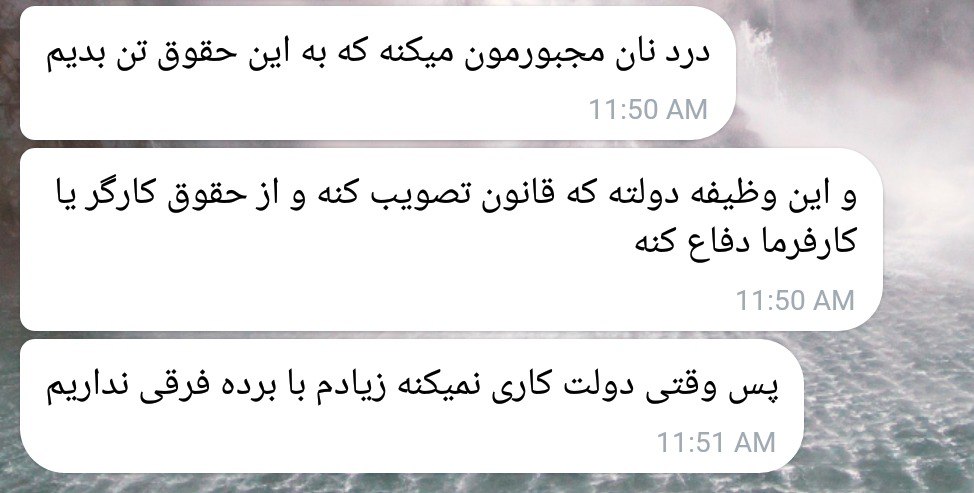 درد نان مجبورمون میکنه که به این حقوق تن بدیم
11:50 AM
و این وظیفه دولته که قانون تصویب کنه و از حقوق کارگر یا
کارفرما دفاع کنه
11:50 AM
پس وقتی دولت کاری نمیکنه زیادم با برده فرقی نداریم
11:51 AM